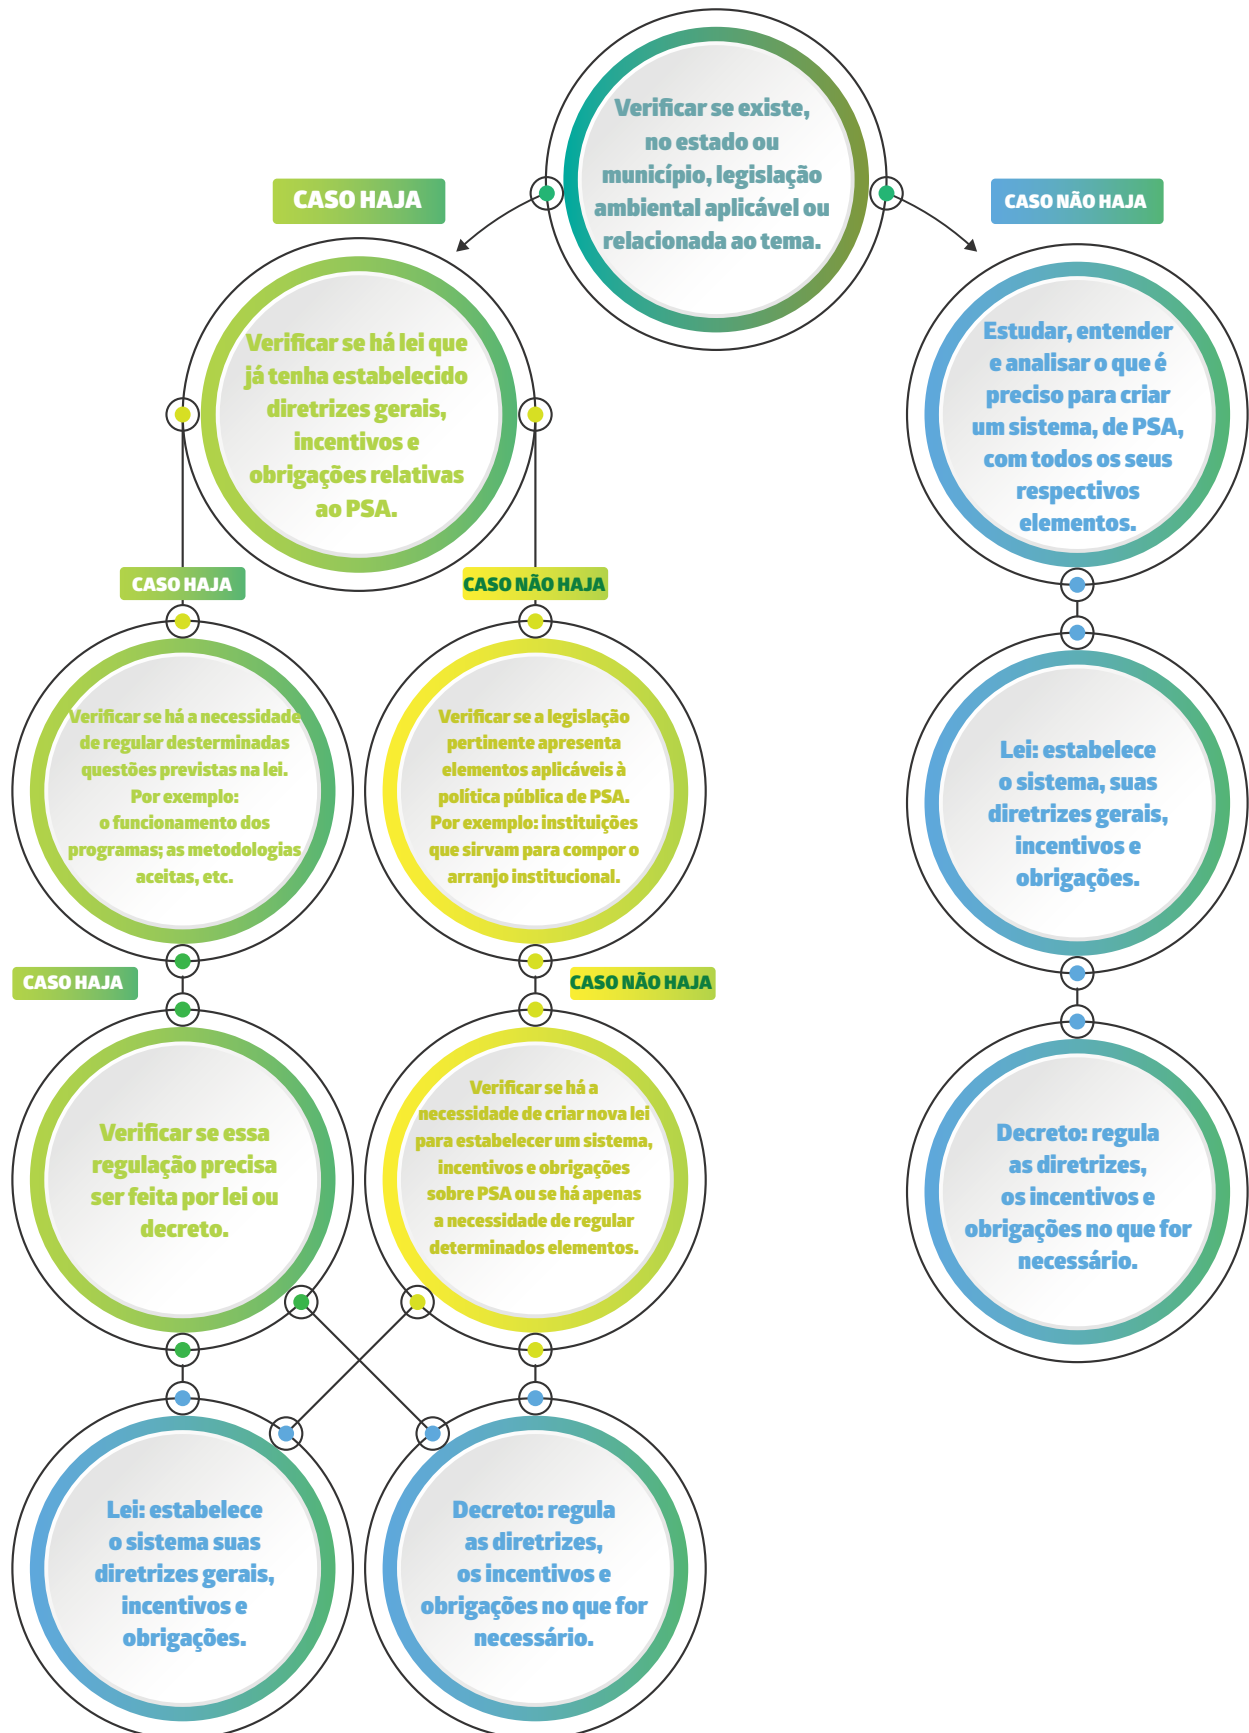 Verificar se existe,
no estado ou
município, legislação
ambiental aplicável ou
relacionada ao tema.
CASO HAJA
CASO NÃO HAJA
Verificar se há lei que
já tenha estabelecido
diretrizes gerais,
incentivos e
obrigações relativas
ao PSA.
Estudar, entender
e analisar o que é
preciso para criar
um sistema, de PSA,
com todos os seus
respectivos
elementos.
CASO HAJA
CASO NÃO HAJA
Verificar se há a necessidade
de regular desterminadas
questões previstas na lei.
Por exemplo:
o funcionamento dos
programas; as metodologias
aceitas, etc.
Verificar se a legislação
pertinente apresenta
elementos aplicáveis à
política pública de PSA.
Por exemplo: instituições
que sirvam para compor o
arranjo institucional.
Lei: estabelece
o sistema, suas
diretrizes gerais,
incentivos e
obrigações.
CASO HAJA
CASO NÃO HAJA
Verificar se essa
regulação precisa
ser feita por lei ou
decreto.
Verificar se há a
necessidade de criar nova lei
para estabelecer um sistema,
incentivos e obrigações
sobre PSA ou se há apenas
a necessidade de regular
determinados elementos.
Decreto: regula
as diretrizes,
os incentivos e
obrigações no que for
necessário.
Lei: estabelece
o sistema suas
diretrizes gerais,
incentivos e
obrigações.
Decreto: regula
as diretrizes,
os incentivos e
obrigações no que for
necessário.